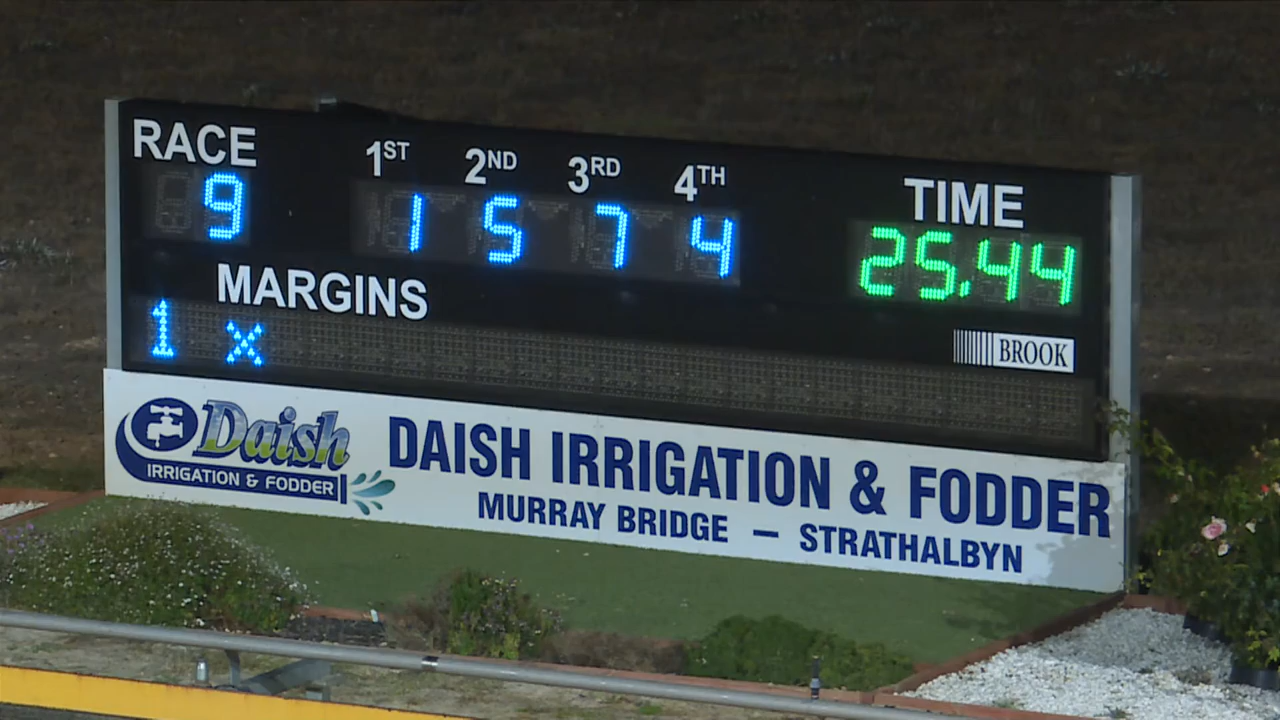 RACE 1ST 2ND 3RD 4TH TIME
9 1 5 7 4 25.44
MARGINS
1 x
BROOK
Daish
IRRIGATION & FODDER
DAISH IRRIGATION & FODDER
MURRAY BRIDGE – STRATHALBYN